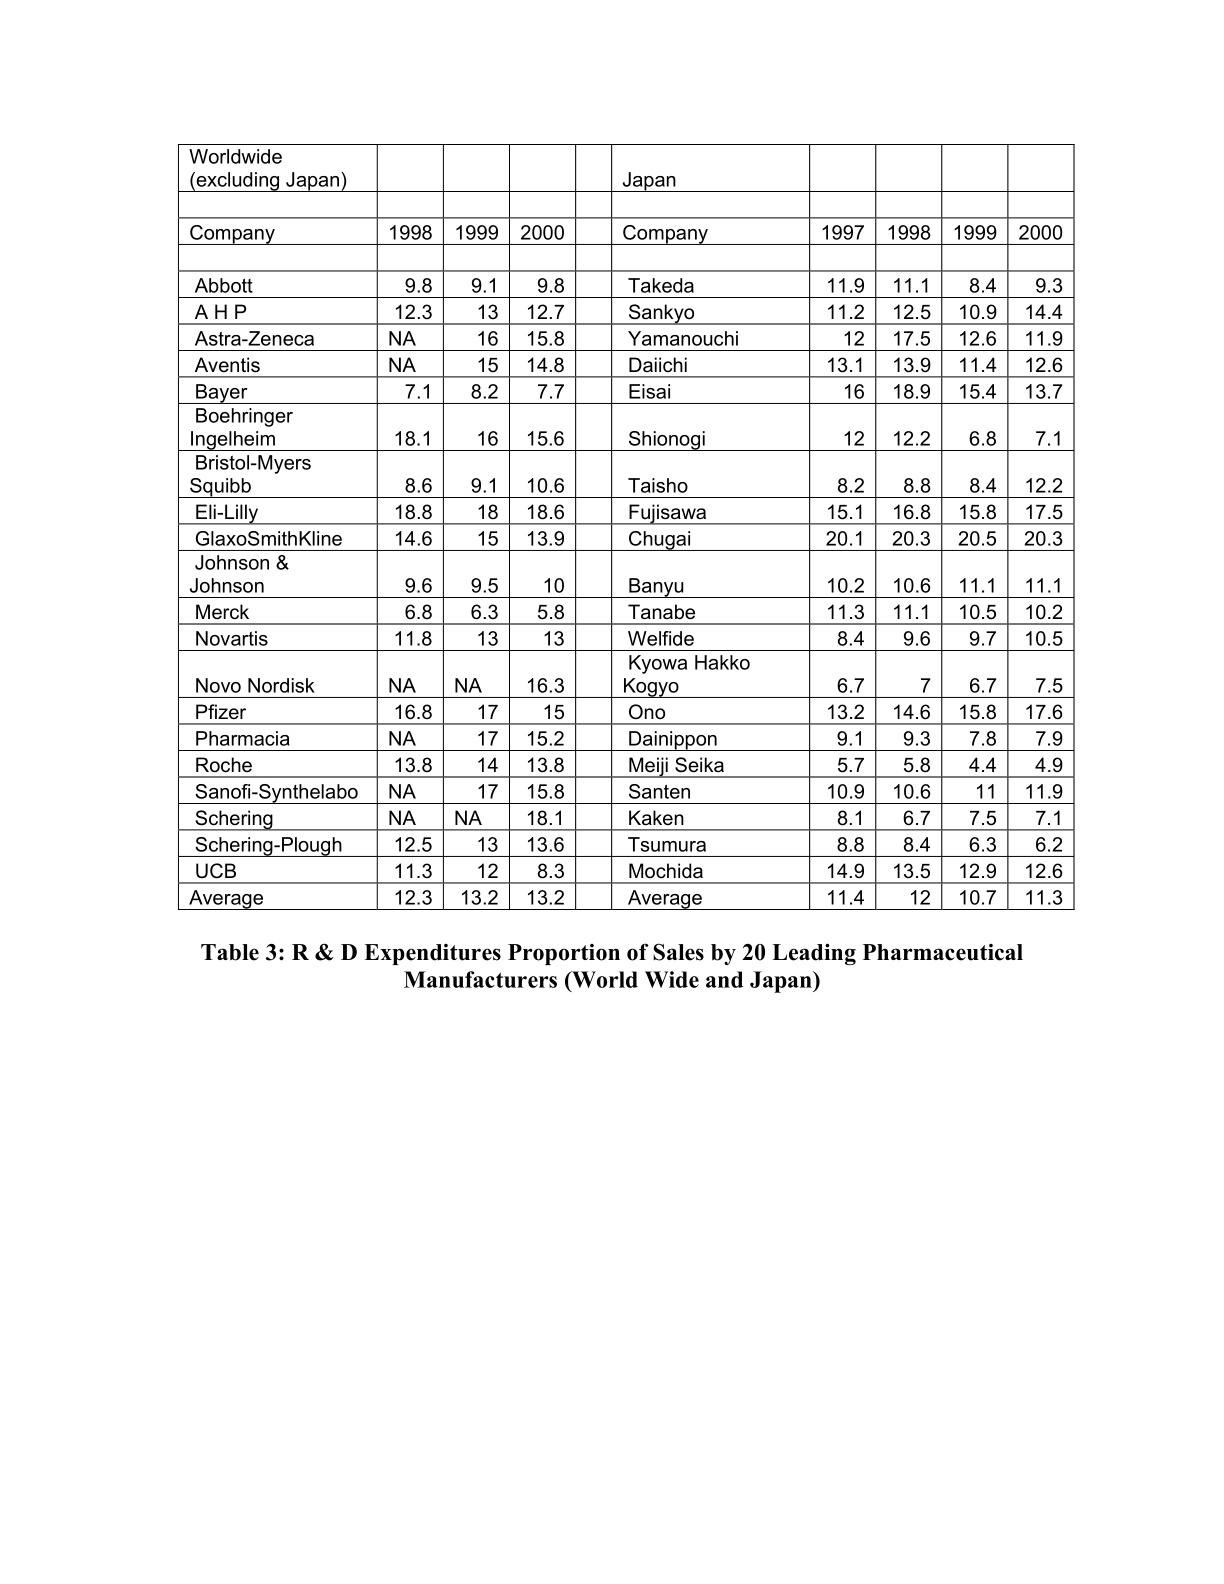 Worldwide
(excluding Japan) Japan
Company 1998 1999 2000 Company 1997 1998 1999 2000
Abbott 9.8 9.1 9.8 Takeda 11.9 11.1 8.4 9.3
A H P 12.3 13 12.7 Sankyo 11.2 12.5 10.9 14.4
Astra-Zeneca NA 16 15.8 Yamanouchi 12 17.5 12.6 11.9
Aventis NA 15 14.8 Daiichi 13.1 13.9 11.4 12.6
Bayer 7.1 8.2 7.7 Eisai 16 18.9 15.4 13.7
Boehringer
Ingelheim 18.1 16 15.6 Shionogi 12 12.2 6.8 7.1
Bristol-Myers
Squibb 8.6 9.1 10.6 Taisho 8.2 8.8 8.4 12.2
Eli-Lilly 18.8 18 18.6 Fujisawa 15.1 16.8 15.8 17.5
GlaxoSmithKline 14.6 15 13.9 Chugai 20.1 20.3 20.5 20.3
Johnson &
Johnson 9.6 9.5 10 Banyu 10.2 10.6 11.1 11.1
Merck 6.8 6.3 5.8 Tanabe 11.3 11.1 10.5 10.2
Novartis 11.8 13 13 Welfide 8.4 9.6 9.7 10.5
Kyowa Hakko
Novo Nordisk NA NA 16.3 Kogyo 6.7 7 6.7 7.5
Pfizer 16.8 17 15 Ono 13.2 14.6 15.8 17.6
Pharmacia NA 17 15.2 Dainippon 9.1 9.3 7.8 7.9
Roche 13.8 14 13.8 Meiji Seika 5.7 5.8 4.4 4.9
Sanofi-Synthelabo NA 17 15.8 Santen 10.9 10.6 11 11.9
Schering NA NA 18.1 Kaken 8.1 6.7 7.5 7.1
Schering-Plough 12.5 13 13.6 Tsumura 8.8 8.4 6.3 6.2
UCB 11.3 12 8.3 Mochida 14.9 13.5 12.9 12.6
Average 12.3 13.2 13.2 Average 11.4 12 10.7 11.3
Table 3: R & D Expenditures Proportion of Sales by 20 Leading Pharmaceutical
Manufacturers (World Wide and Japan)